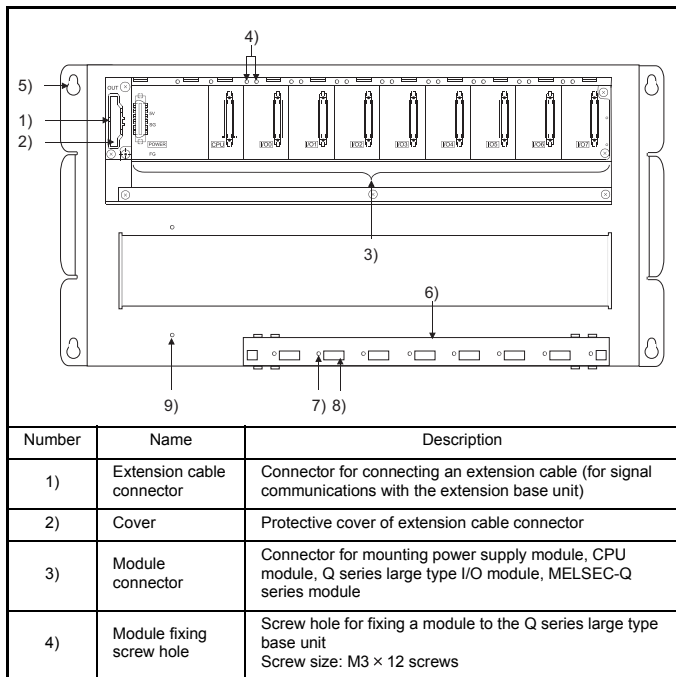 4)
5)
OUT
1)
5V
SG
2)
POWER
CPU
I/O0
I/O1
I/O2
I/O3
I/O4
I/O5
I/O6
I/O7
FG
3)
6)
9)
7) 8)
Number Name Description
1) Extension cable connector Connector for connecting an extension cable (for signal
communications with the extension base unit)
2) Cover Protective cover of extension cable connector
3) Module connector Connector for mounting power supply module, CPU
module, Q series large type I/O module, MELSEC-Q
series module
4) Module fixing screw hole Screw hole for fixing a module to the Q series large type
base unit
Screw size: M3 × 12 screws